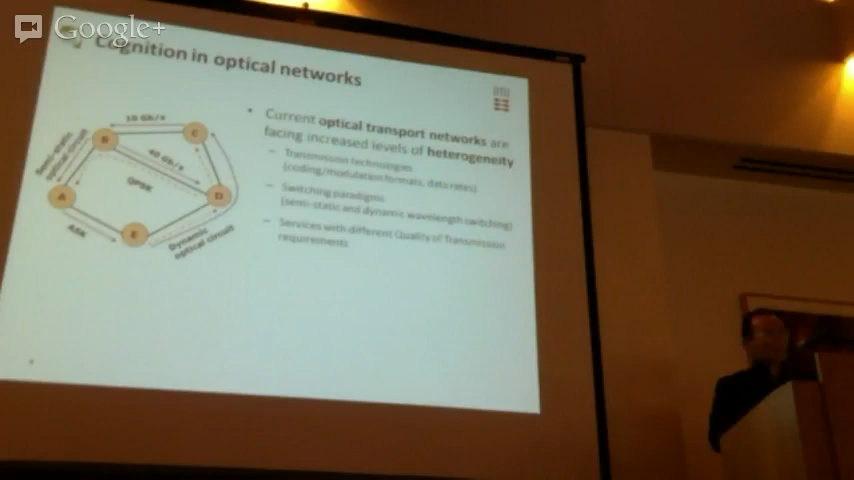 Google+
Cognition in optical networks
10 Gb/s
B
C
Semi-static
optical circuit
40 Gb/s
QPSK
A
D
ASK
E
Dynamic
optical circuit
• Current optical transport networks are
facing increased levels of heterogeneity
– Transmission technologies
(coding/modulation formats, data rates)
– Switching paradigms
(semi-static and dynamic wavelength switching)
– Services with different Quality of Transmission
requirements